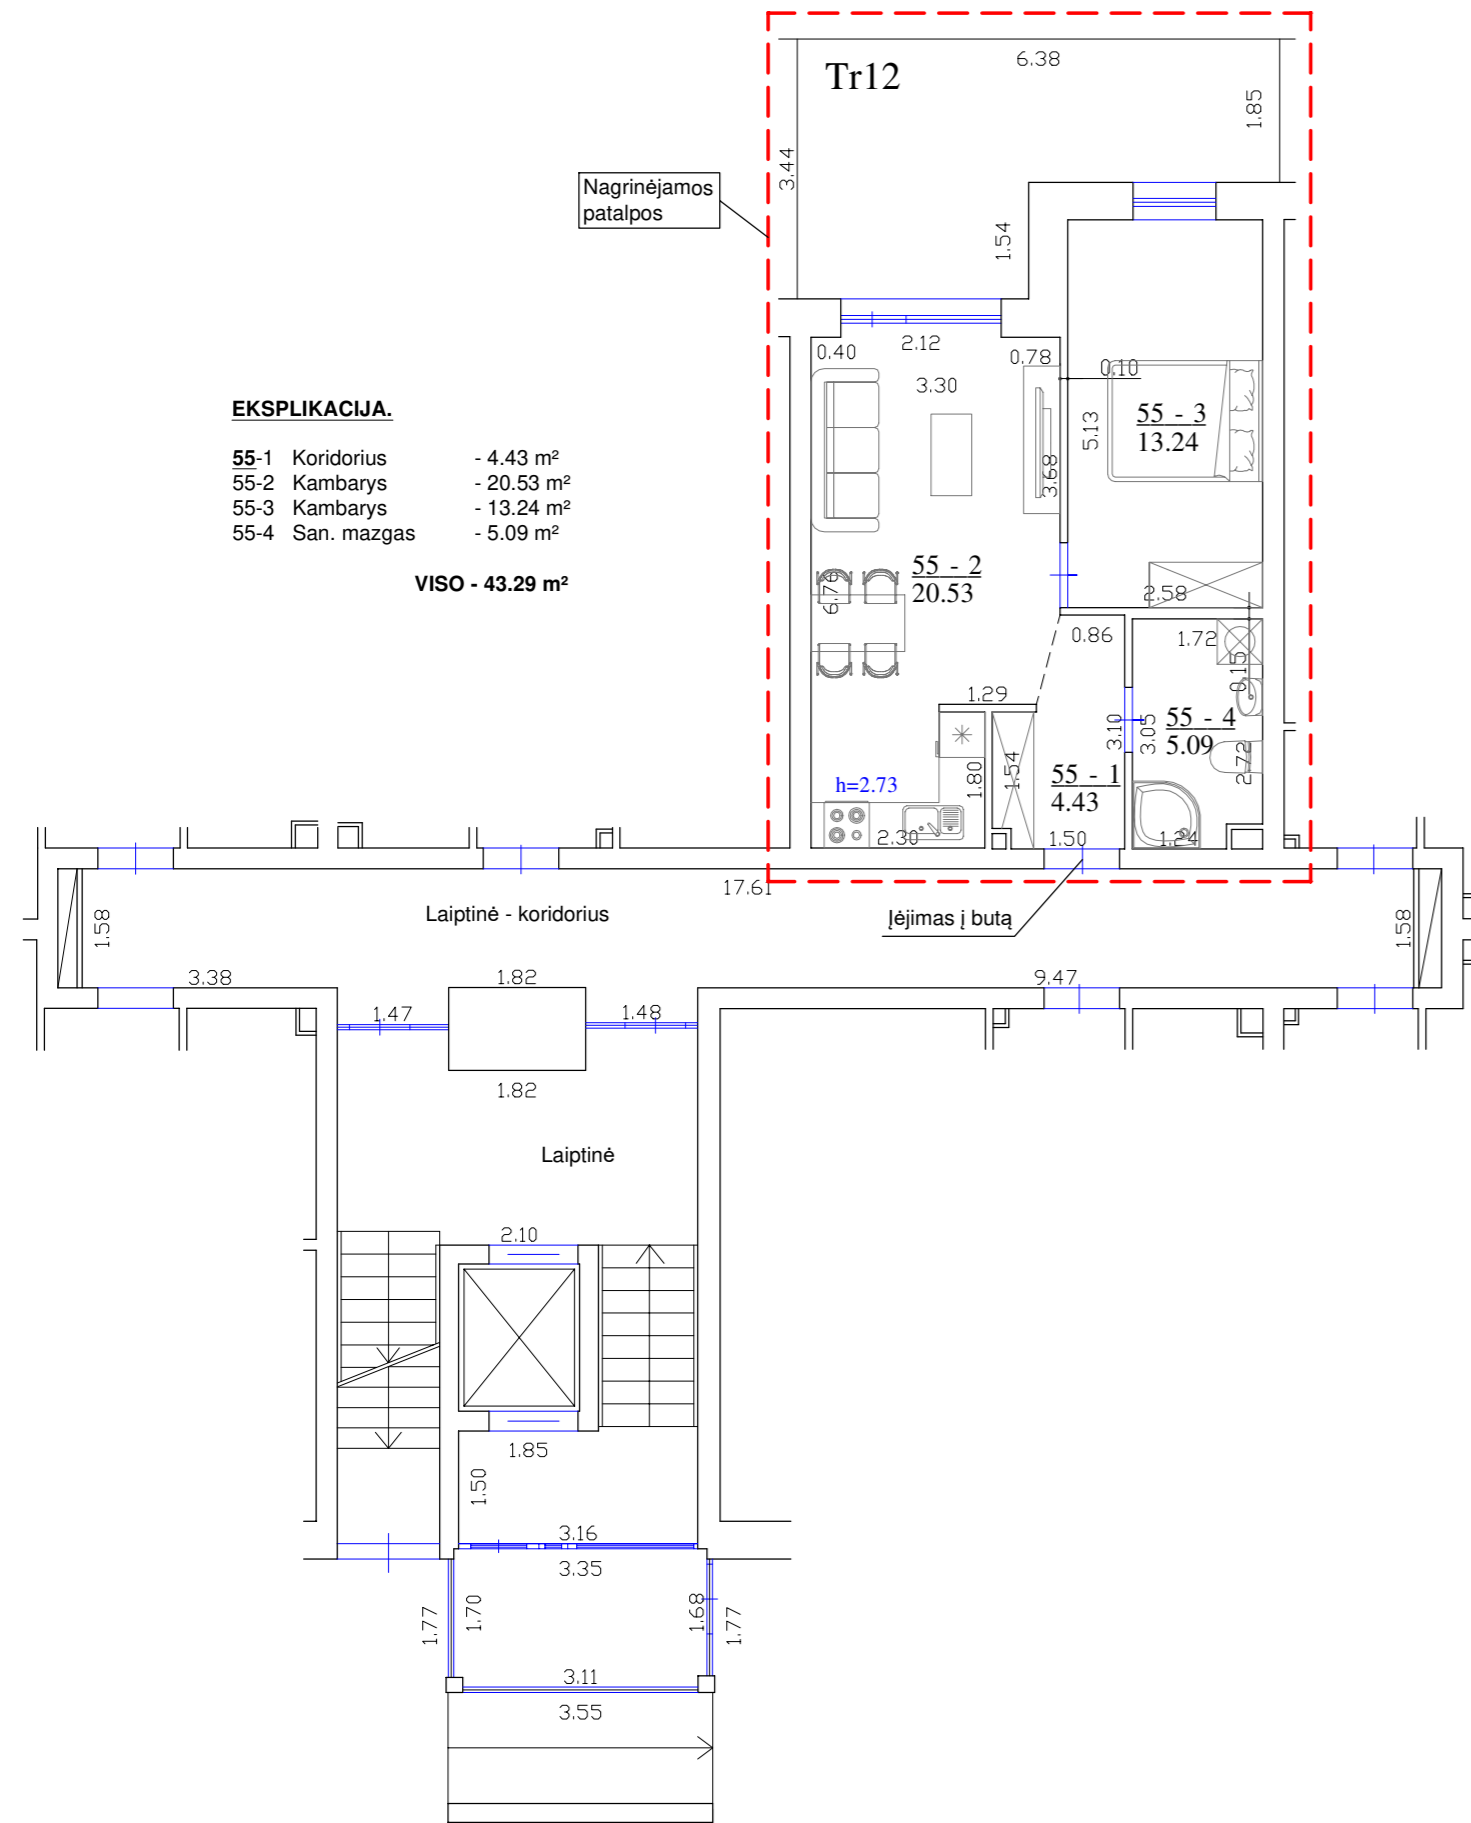 Tr12
6.38
1.85
3.44
Nagrinėjamos
patalpos
1.54
0.40
2.12
0.78
3.30
0.10
5.13
55 - 3
13.24
3.68
EKSPLIKACIJA.
55-1 Koridorius - 4.43 m²
55-2 Kambarys - 20.53 m²
55-3 Kambarys - 13.24 m²
55-4 San. mazgas - 5.09 m²
VISO - 43.29 m²
6.76
55 - 2
20.53
2.58
0.86
1.72
0.15
1.29
3.10
3.05
55 - 4
5.09
2.72
h=2.73
1.80
1.54
55 - 1
4.43
2.30
1.50
1.24
17.61
1.58
Laiptinė - koridorius
Įėjimas į butą
1.58
3.38
1.82
9.47
1.47
1.48
1.82
Laiptinė
2.10
1.85
1.50
3.16
3.35
1.77
1.70
1.68
1.77
3.11
3.55